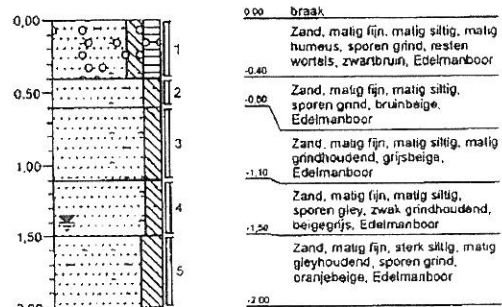 0,00
0,50
1,00
1,50
2,00
1
2
3
4
5
0.00 braak
Zand, matig fijn, matig siltig, matig
humeus, sporen grind, resten
wortels, zwartbruin, Edelmanboor
-0.40
Zand, matig fijn, matig siltig,
sporen grind, bruinbeige,
Edelmanboor
-0.60
Zand, matig fijn, matig siltig, matig
grindhoudend, grijsbeige,
Edelmanboor
-1,10
Zand, matig fijn, matig siltig,
sporen gley, zwak grindhoudend,
beigegrijs, Edelmanboor
-1,50
Zand, matig fijn, sterk siltig, matig
gleyhoudend, sporen grind,
oranjebeige, Edelmanboor
-2.00